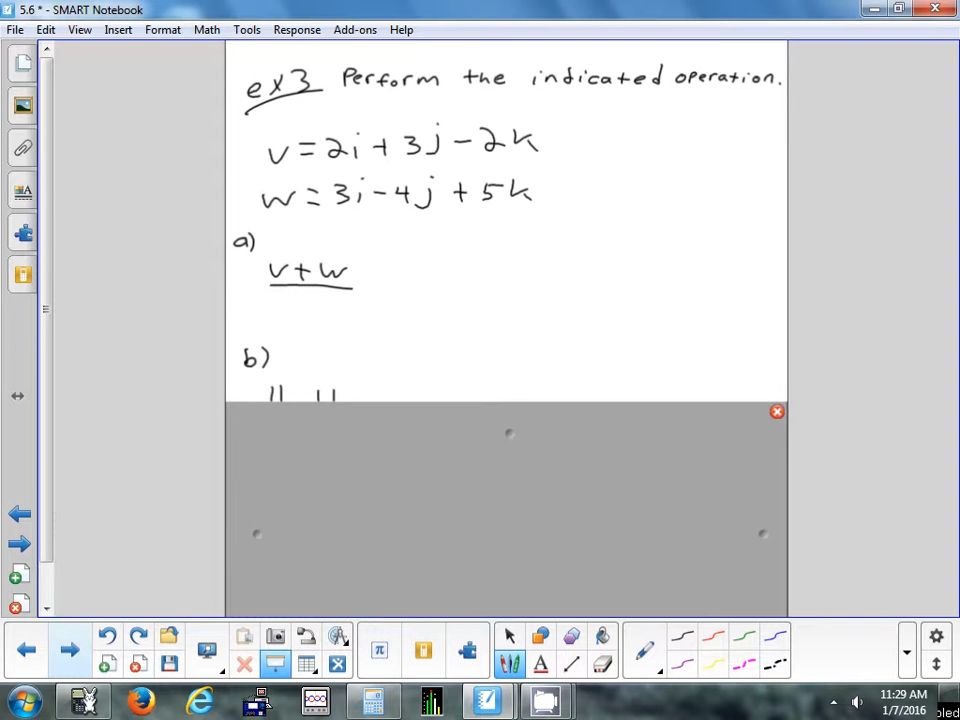 5.6 * - SMART Notebook
File Edit View Insert Format Math Tools Response Add-ons Help
ex3 Perform the indicated operation.
v = 2i + 3j - 2k
w = 3i - 4j + 5k
a)
v + w
b)
11:29 AM
1/7/2016